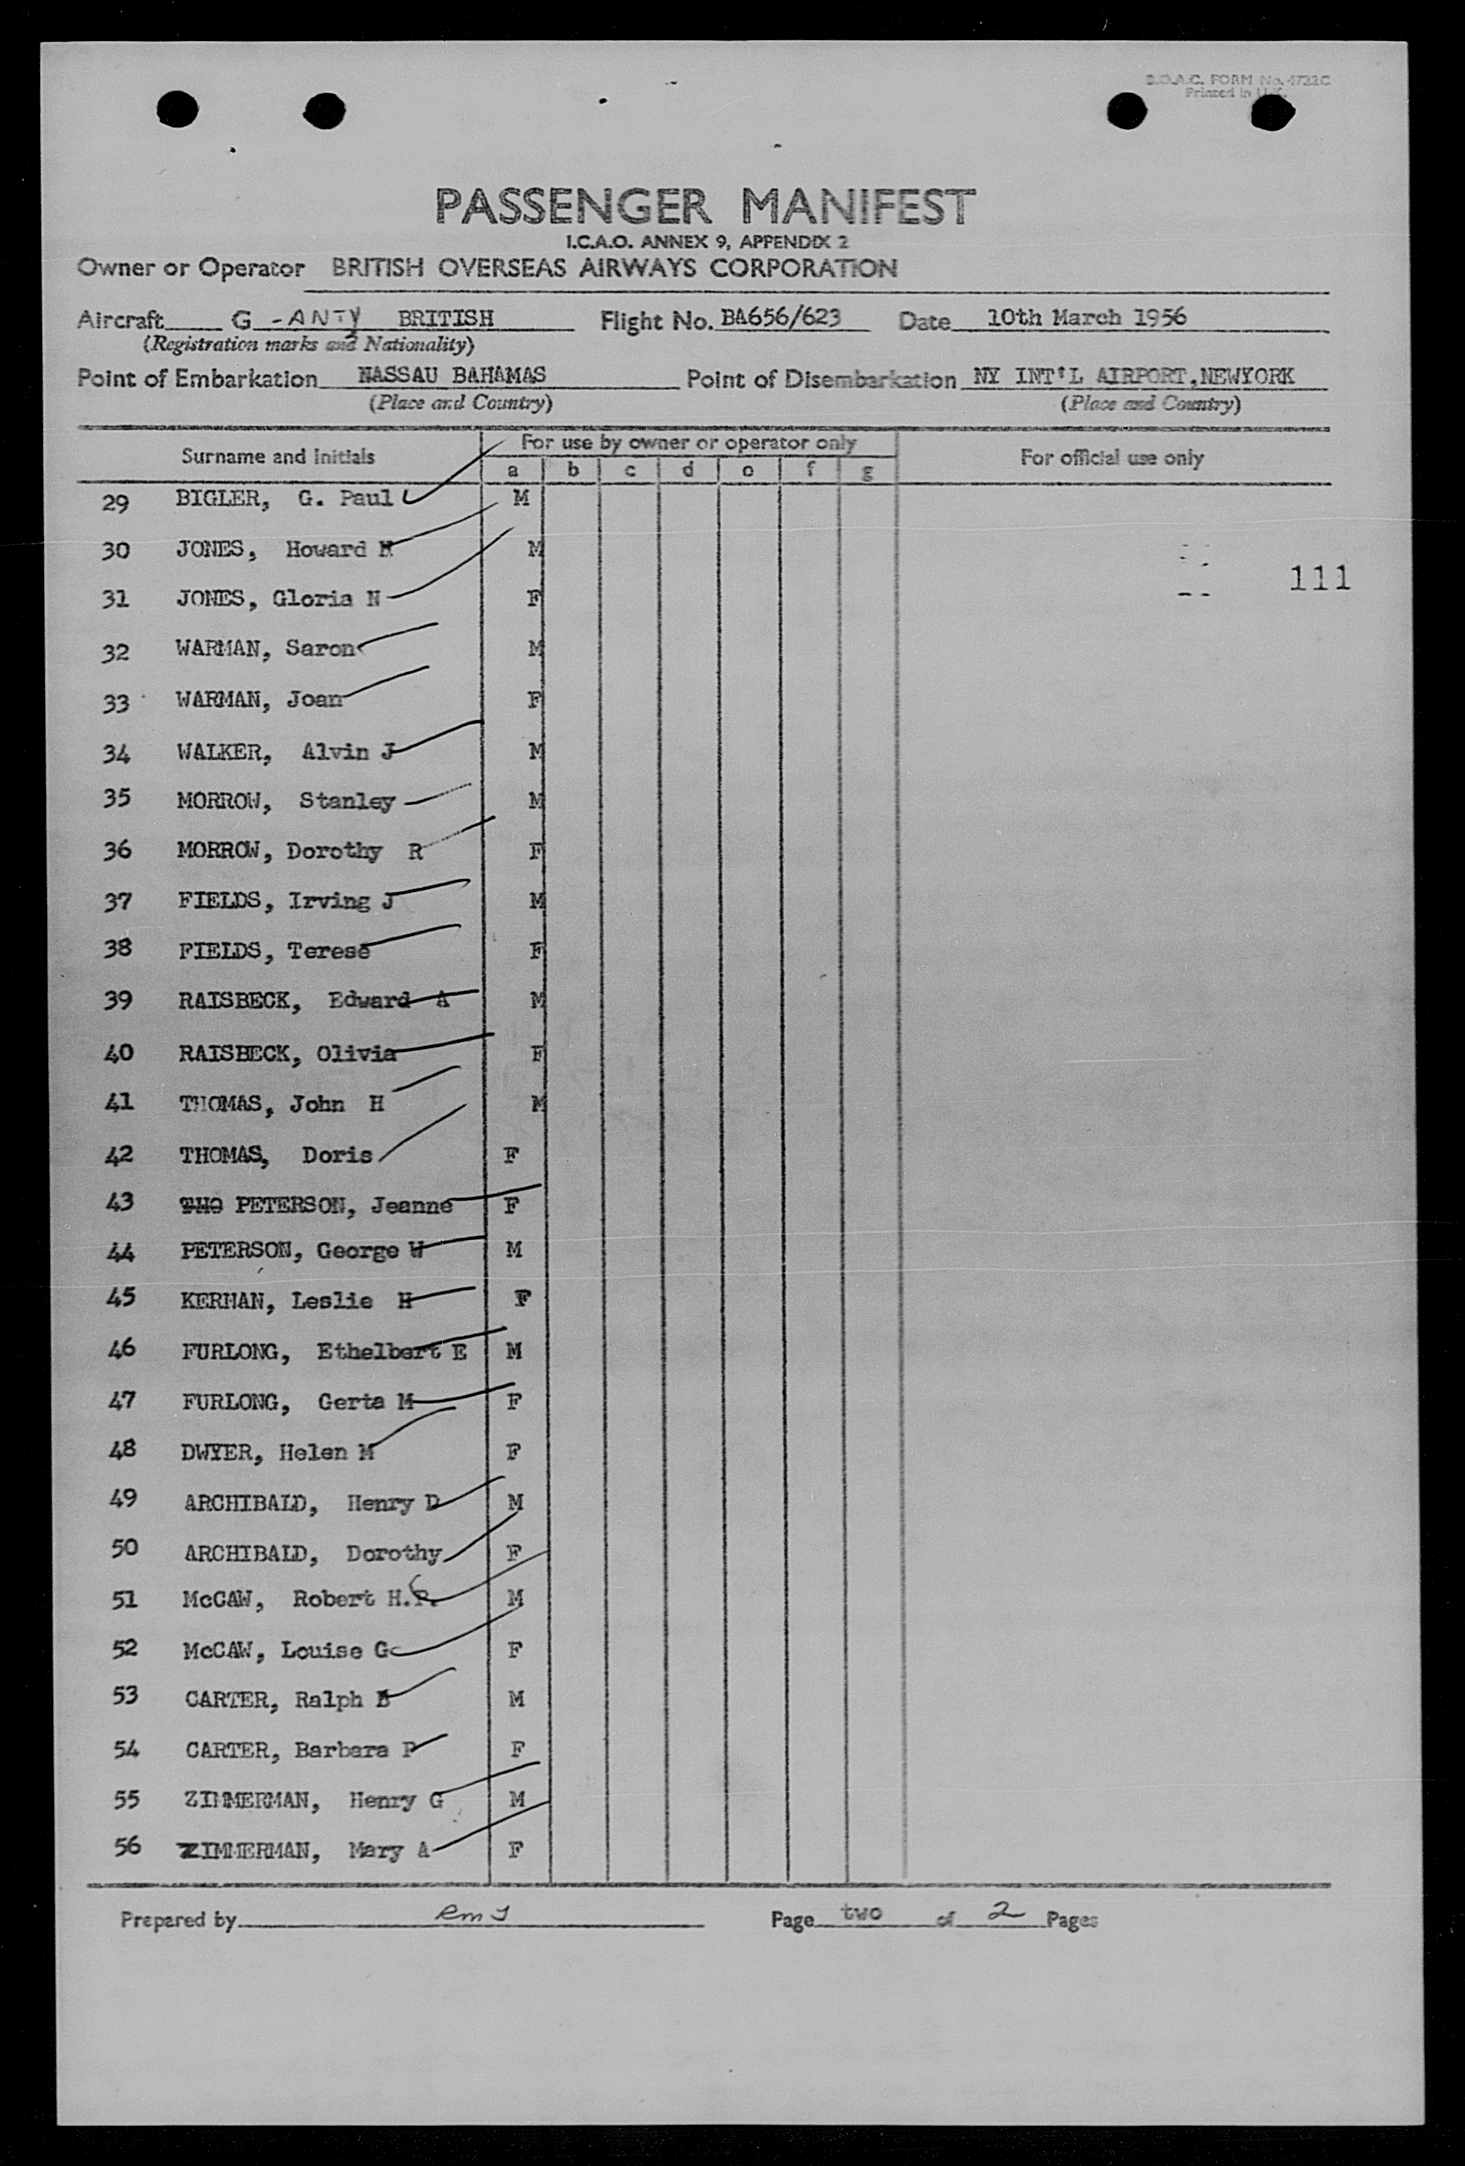 B.O.A.C. FORM No. 4722C
Printed in U.K.
PASSENGER MANIFEST
I.C.A.O. ANNEX 9, APPENDIX 2
Owner or Operator BRITISH OVERSEAS AIRWAYS CORPORATION
Aircraft G - ANTY BRITISH Flight No. BA656/623 Date 10th March 1956
(Registration marks and Nationality)
Point of Embarkation NASSAU BAHAMAS Point of Disembarkation NY INT'L AIRPORT, NEWYORK
(Place and Country) (Place and Country)
Surname and Initials For use by owner or operator only For official use only
a b c d e f g
29 BIGLER, G. Paul M
30 JONES, Howard M
31 JONES, Gloria N F
111
32 WARMAN, Saron M
33 WARMAN, Joan F
34 WALKER, Alvin J M
35 MORROW, Stanley M
36 MORROW, Dorothy R F
37 FIELDS, Irving J M
38 FIELDS, Terese F
39 RAISBECK, Edward A M
40 RAISBECK, Olivia F
41 THOMAS, John H M
42 THOMAS, Doris F
43 THO PETERSON, Jeanne F
44 PETERSON, George W M
45 KERMAN, Leslie H F
46 FURLONG, Ethelbert E M
47 FURLONG, Gerta M F
48 DWYER, Helen M F
49 ARCHIBALD, Henry D M
50 ARCHIBALD, Dorothy F
51 McCAW, Robert H. M
52 McCAW, Louise G F
53 CARTER, Ralph M
54 CARTER, Barbara P F
55 ZIMMERMAN, Henry G M
56 ZIMMERMAN, Mary A F
Prepared by Page two of 2 Pages